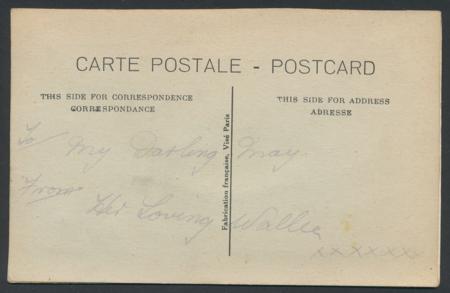 CARTE POSTALE - POSTCARD
THIS SIDE FOR CORRESPONDENCE
CORRESPONDANCE
THIS SIDE FOR ADDRESS
ADRESSE
Fabrication française, Visé Paris
To My Darling May
From
Her Loving Wallie
xxxxxxx